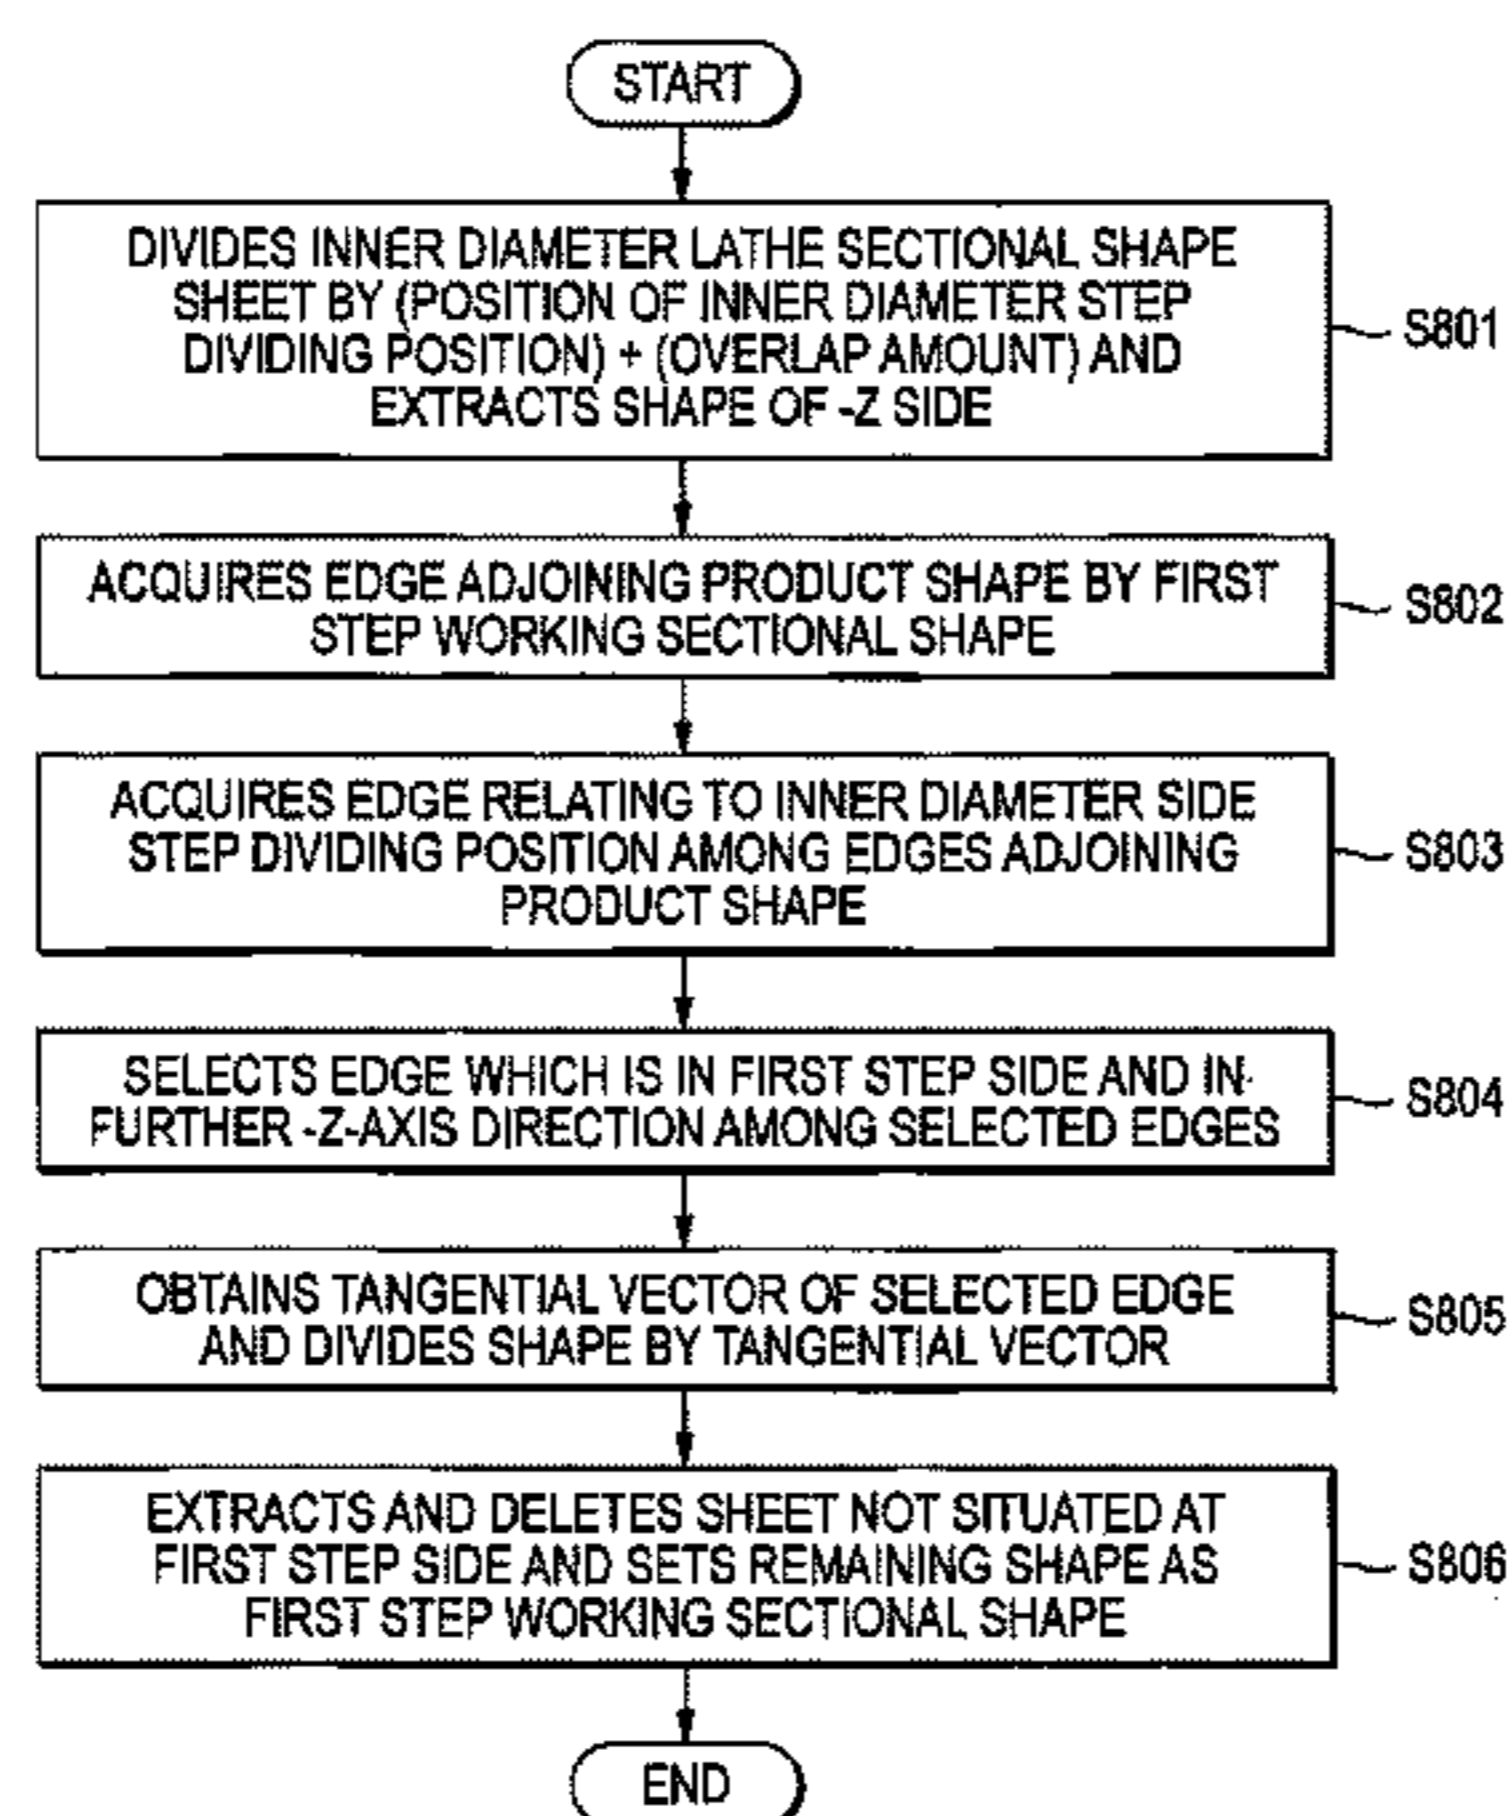 START
DIVIDES INNER DIAMETER LATHE SECTIONAL SHAPE
SHEET BY (POSITION OF INNER DIAMETER STEP
DIVIDING POSITION) + (OVERLAP AMOUNT) AND
EXTRACTS SHAPE OF -Z SIDE
S801
ACQUIRES EDGE ADJOINING PRODUCT SHAPE BY FIRST
STEP WORKING SECTIONAL SHAPE
S802
ACQUIRES EDGE RELATING TO INNER DIAMETER SIDE
STEP DIVIDING POSITION AMONG EDGES ADJOINING
PRODUCT SHAPE
S803
SELECTS EDGE WHICH IS IN FIRST STEP SIDE AND IN
FURTHER -Z-AXIS DIRECTION AMONG SELECTED EDGES
S804
OBTAINS TANGENTIAL VECTOR OF SELECTED EDGE
AND DIVIDES SHAPE BY TANGENTIAL VECTOR
S805
EXTRACTS AND DELETES SHEET NOT SITUATED AT
FIRST STEP SIDE AND SETS REMAINING SHAPE AS
FIRST STEP WORKING SECTIONAL SHAPE
S806
END